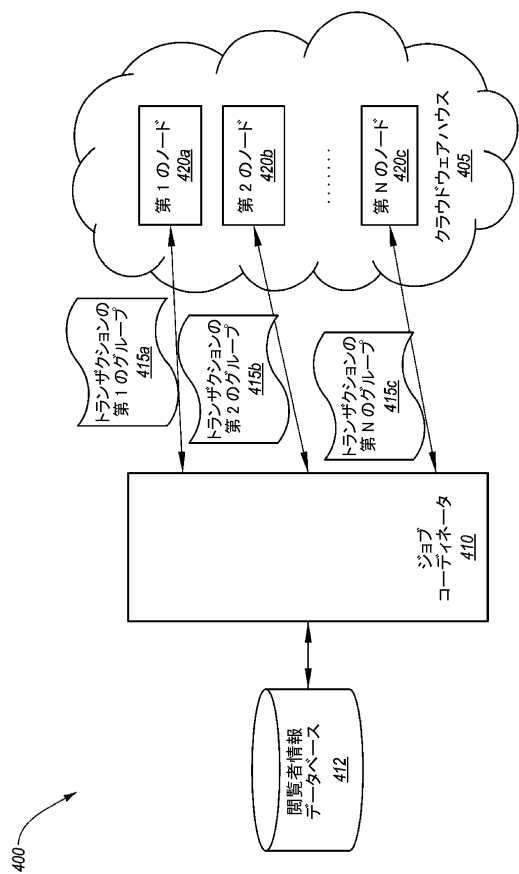 400
閲覧者情報
データベース
412
ジョブ
コーディネータ
410
トランザクションの
第1のグループ
415a
トランザクションの
第2のグループ
415b
トランザクションの
第Nのグループ
415c
第1のノード
420a
第2のノード
420b
.......
第Nのノード
420c
クラウドウェアハウス
405